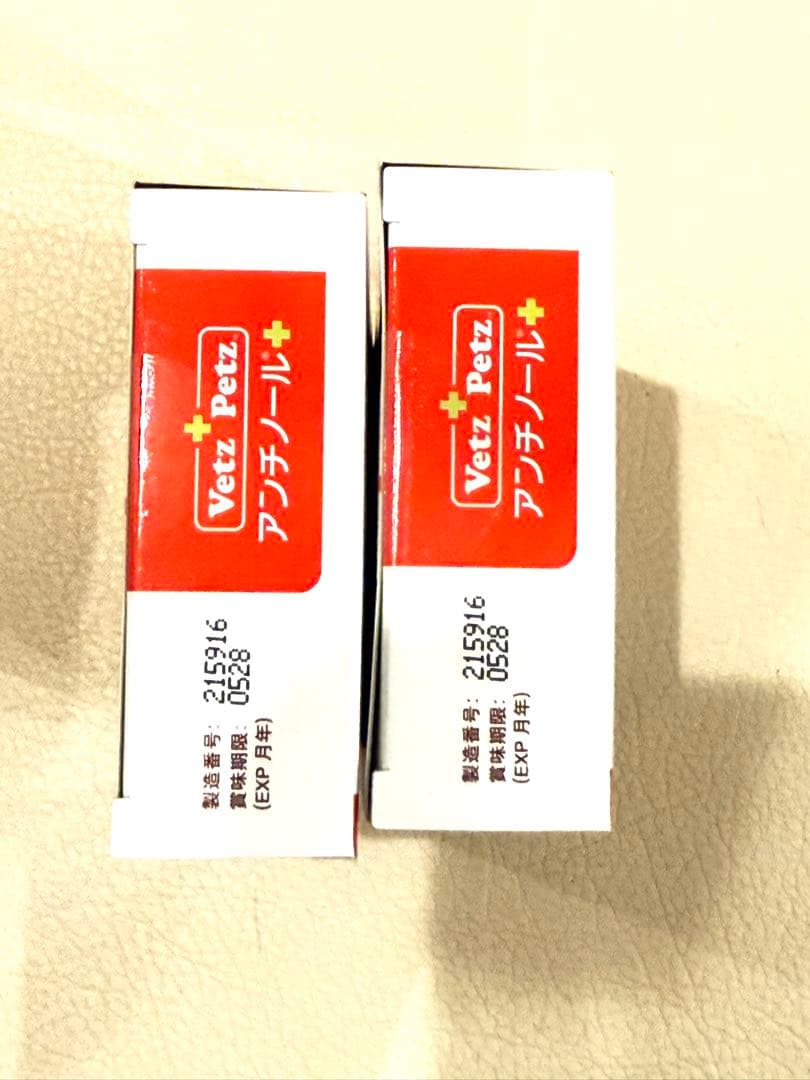 Vetz Petz
アンチノール
製造番号: 215916
賞味期限: 0528
(EXP 月年)
Vetz Petz
アンチノール
製造番号: 215916
賞味期限: 0528
(EXP 月年)